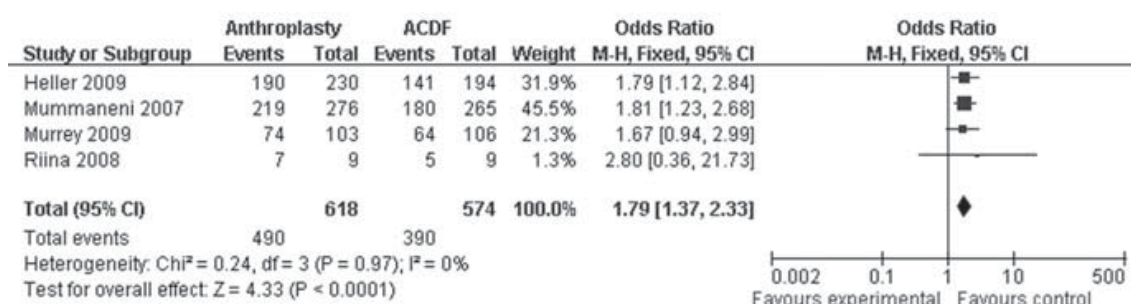 Anthroplasty ACDF Odds Ratio Odds Ratio
Study or Subgroup Events Total Events Total Weight M-H, Fixed, 95% CI M-H, Fixed, 95% CI
Heller 2009 190 230 141 194 31.9% 1.79 [1.12, 2.84]
Mummaneni 2007 219 276 180 265 45.5% 1.81 [1.23, 2.68]
Murrey 2009 74 103 64 106 21.3% 1.67 [0.94, 2.99]
Riina 2008 7 9 5 9 1.3% 2.80 [0.36, 21.73]
Total (95% CI) 618 574 100.0% 1.79 [1.37, 2.33]
Total events 490 390
Heterogeneity: Chi² = 0.24, df = 3 (P = 0.97); I² = 0%
Test for overall effect: Z = 4.33 (P < 0.0001)
0.002 0.1 1 10 500
Favours experimental Favours control